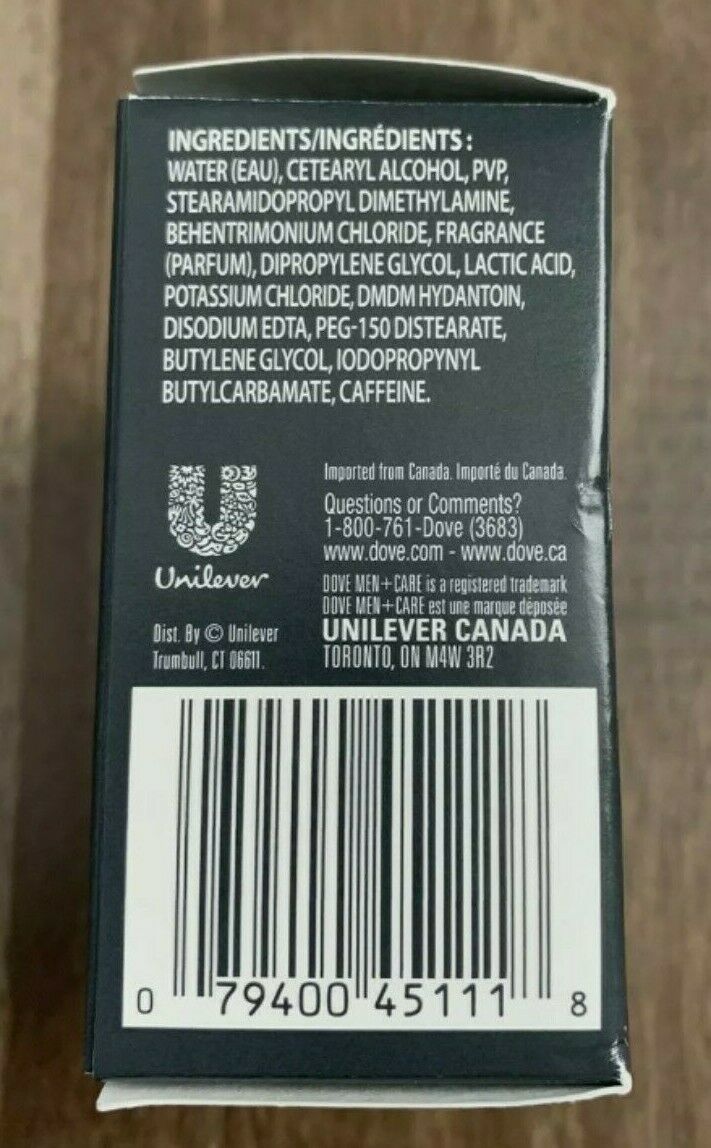 INGREDIENTS/INGRÉDIENTS :
WATER (EAU), CETEARYL ALCOHOL, PVP,
STEARAMIDOPROPYL DIMETHYLAMINE,
BEHENTRIMONIUM CHLORIDE, FRAGRANCE
(PARFUM), DIPROPYLENE GLYCOL, LACTIC ACID,
POTASSIUM CHLORIDE, DMDM HYDANTOIN,
DISODIUM EDTA, PEG-150 DISTEARATE,
BUTYLENE GLYCOL, IODOPROPYNYL
BUTYLCARBAMATE, CAFFEINE.
Unilever
Dist. By © Unilever
Trumbull, CT 06611.
Imported from Canada. Importé du Canada.
Questions or Comments?
1-800-761-Dove (3683)
www.dove.com - www.dove.ca
DOVE MEN+CARE is a registered trademark
DOVE MEN+CARE est une marque déposée
UNILEVER CANADA
TORONTO, ON M4W 3R2
0 79400 45111 8